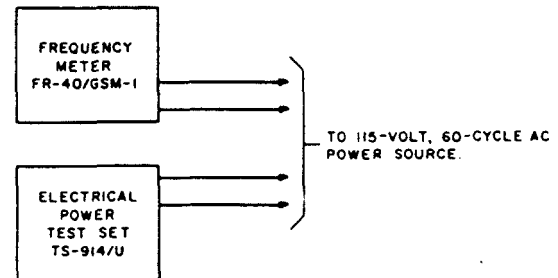 FREQUENCY
METER
FR-40/GSM-1
TO 115-VOLT, 60-CYCLE AC
POWER SOURCE.
ELECTRICAL
POWER
TEST SET
TS-914/U